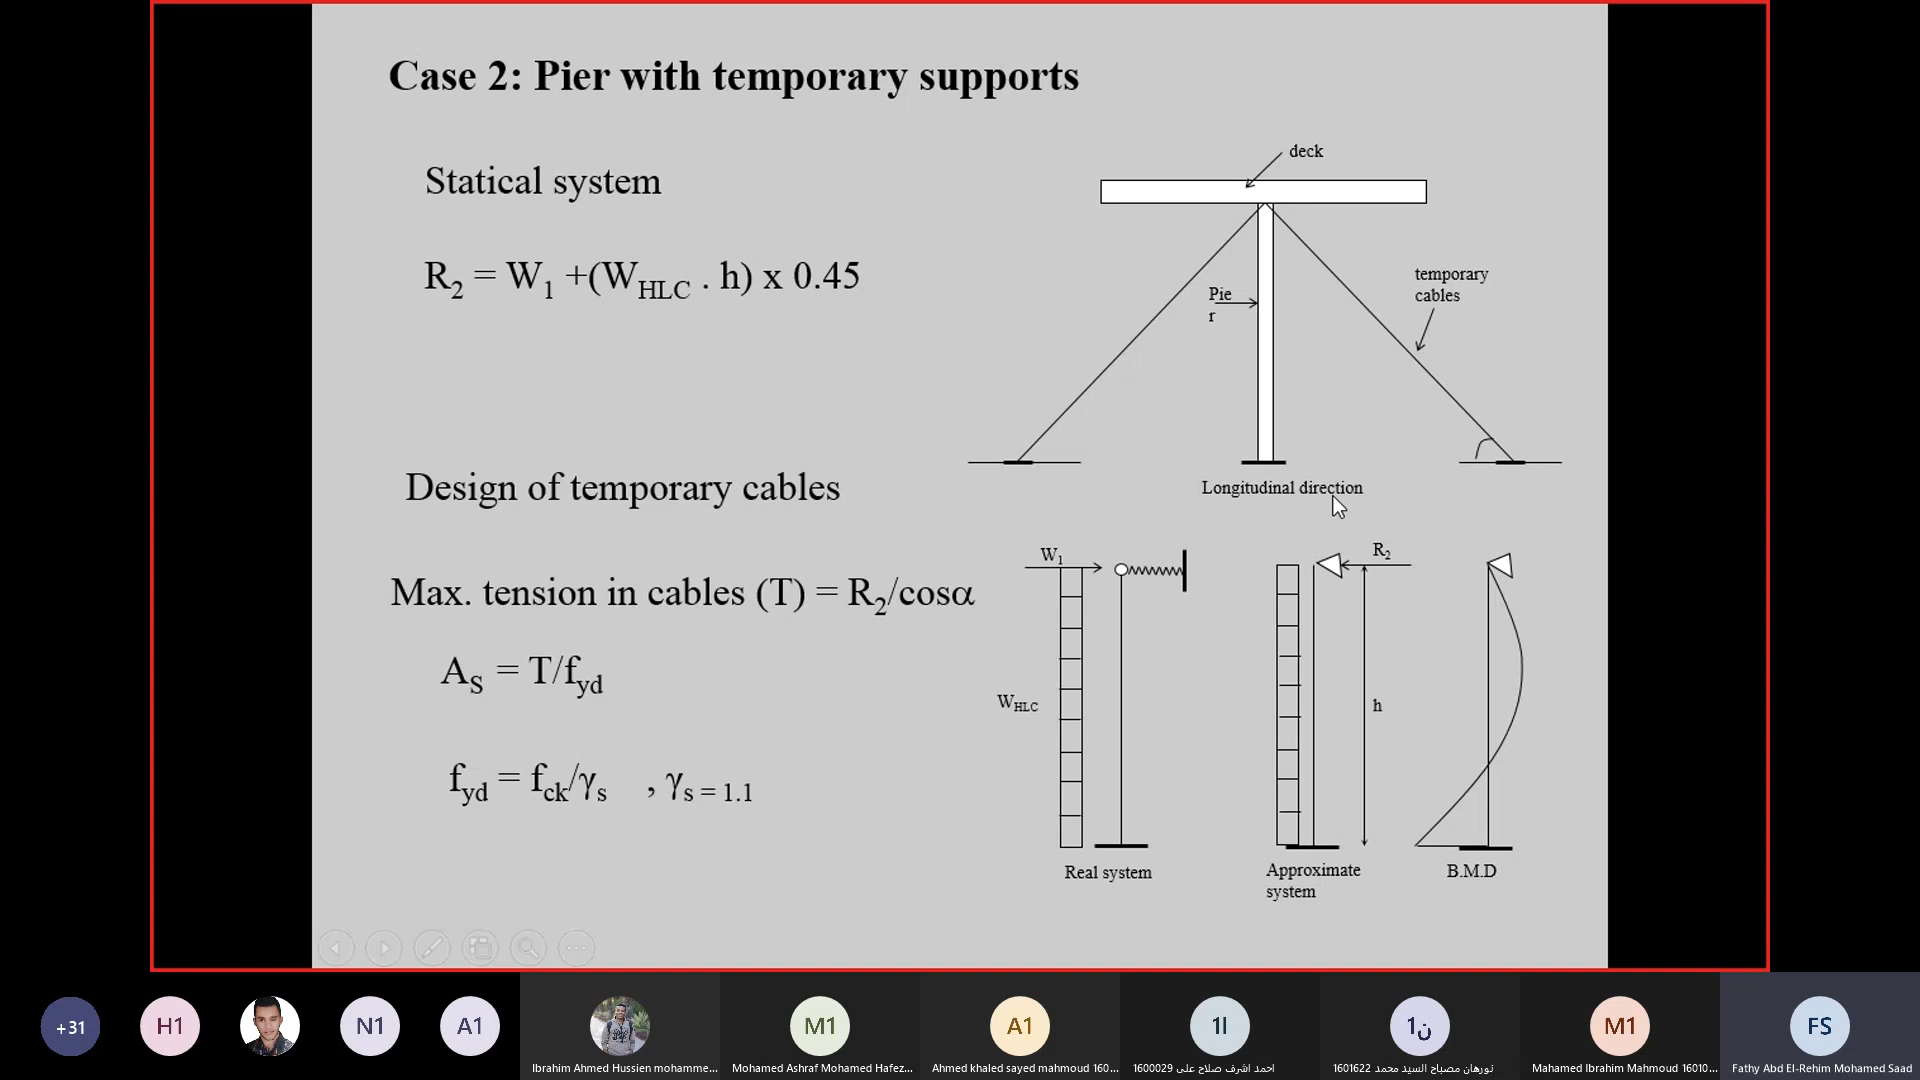 Case 2: Pier with temporary supports
Statical system
R2 = W1 +(WHLC . h) x 0.45
Design of temporary cables
Max. tension in cables (T) = R2/cosα
AS = T/fyd
fyd = fck/γs , γs = 1.1
deck
temporary
cables
Pie
r
Longitudinal direction
W1
R2
WHLC
h
Real system
Approximate
system
B.M.D
+31
H1
N1
A1
M1
A1
ا1
ن1
M1
FS
Ibrahim Ahmed Hussien mohamme...
Mohamed Ashraf Mohamed Hafez...
Ahmed khaled sayed mahmoud 160...
احمد اشرف صلاح على 1600029
نورهان مصباح السيد محمد 1601622
Mahamed Ibrahim Mahmoud 16010...
Fathy Abd El-Rehim Mohamed Saad